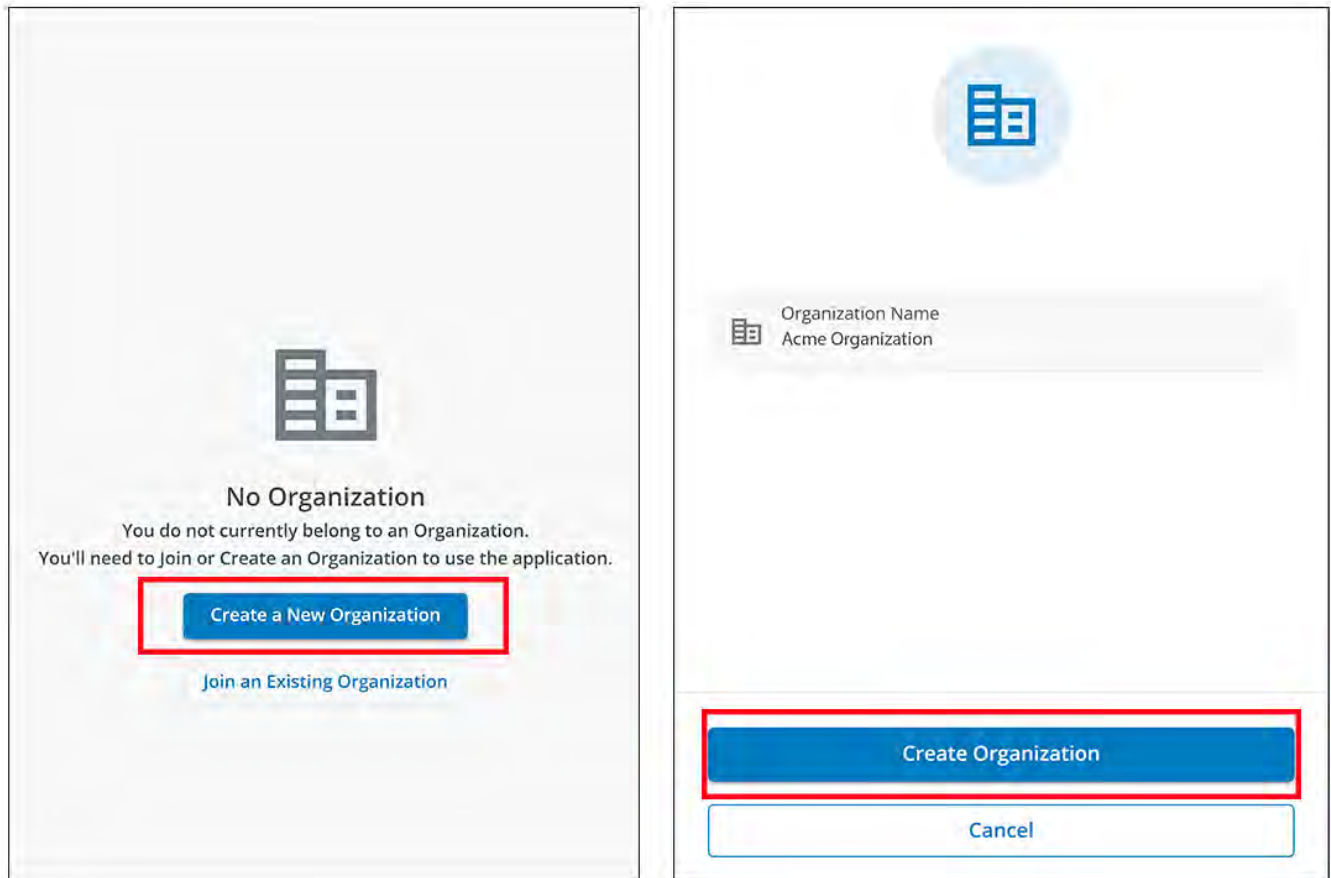 No Organization
You do not currently belong to an Organization.
You'll need to Join or Create an Organization to use the application.
Create a New Organization
Join an Existing Organization
Organization Name
Acme Organization
Create Organization
Cancel